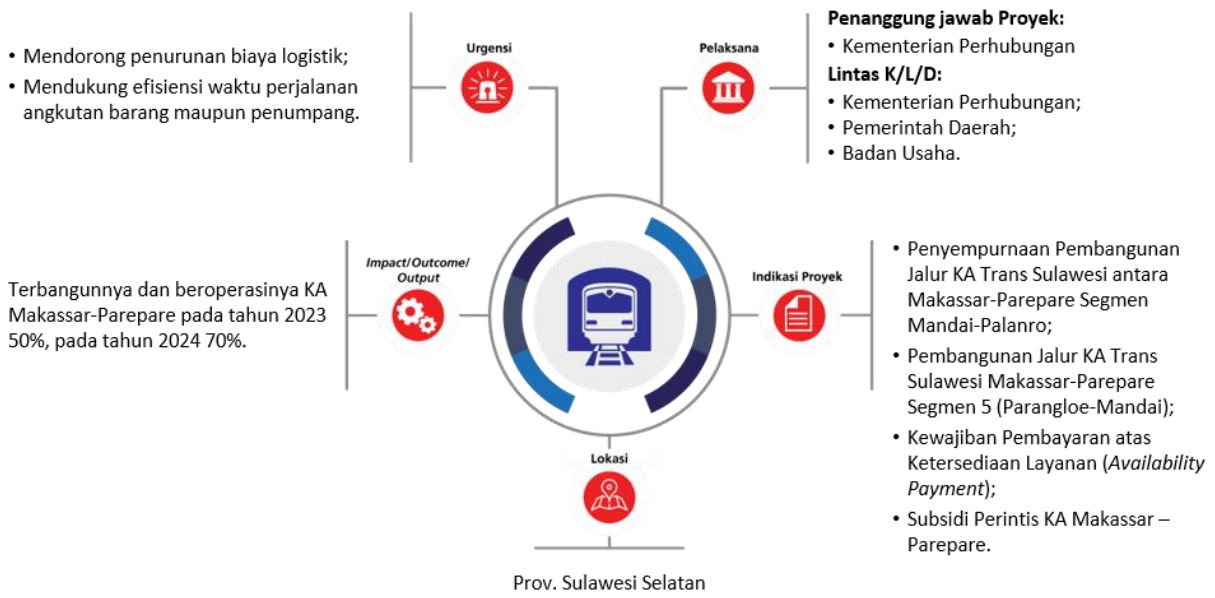 Urgensi
• Mendorong penurunan biaya logistik;
• Mendukung efisiensi waktu perjalanan
angkutan barang maupun penumpang.
Pelaksana
Penanggung jawab Proyek:
• Kementerian Perhubungan
Lintas K/L/D:
• Kementerian Perhubungan;
• Pemerintah Daerah;
• Badan Usaha.
Impact/Outcome/
Output
Terbangunnya dan beroperasinya KA
Makassar-Parepare pada tahun 2023
50%, pada tahun 2024 70%.
Indikasi Proyek
• Penyempurnaan Pembangunan
Jalur KA Trans Sulawesi antara
Makassar-Parepare Segmen
Mandai-Palanro;
• Pembangunan Jalur KA Trans
Sulawesi Makassar-Parepare
Segmen 5 (Parangloe-Mandai);
• Kewajiban Pembayaran atas
Ketersediaan Layanan (Availability
Payment);
• Subsidi Perintis KA Makassar –
Parepare.
Lokasi
Prov. Sulawesi Selatan